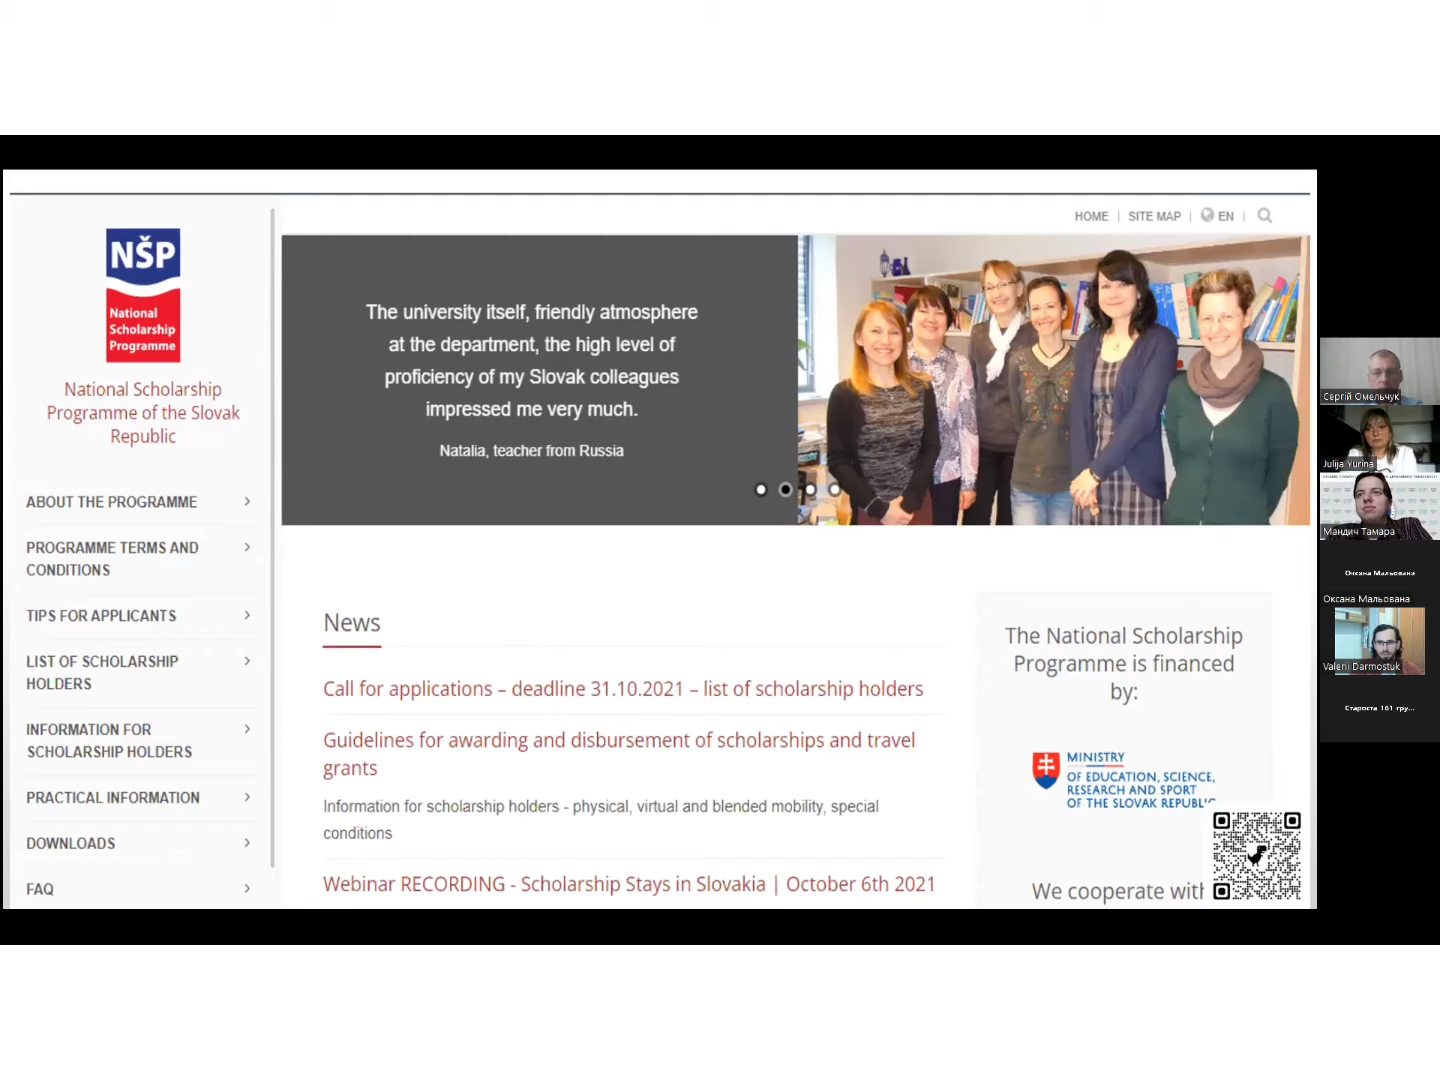 HOME | SITE MAP | EN |
NŠP
National
Scholarship
Programme
National Scholarship
Programme of the Slovak
Republic
ABOUT THE PROGRAMME
PROGRAMME TERMS AND
CONDITIONS
TIPS FOR APPLICANTS
LIST OF SCHOLARSHIP
HOLDERS
INFORMATION FOR
SCHOLARSHIP HOLDERS
PRACTICAL INFORMATION
DOWNLOADS
FAQ
The university itself, friendly atmosphere
at the department, the high level of
proficiency of my Slovak colleagues
impressed me very much.
Natalia, teacher from Russia
News
Call for applications – deadline 31.10.2021 – list of scholarship holders
Guidelines for awarding and disbursement of scholarships and travel
grants
Information for scholarship holders - physical, virtual and blended mobility, special
conditions
Webinar RECORDING - Scholarship Stays in Slovakia | October 6th 2021
The National Scholarship
Programme is financed
by:
MINISTRY
OF EDUCATION, SCIENCE,
RESEARCH AND SPORT
OF THE SLOVAK REPUBLIC
We cooperate with
Сергій Омельчук
Julija Yurina
Мандич Тамара
Оксана Мальована
Оксана Мальована
Valerii Darmostuk
Староста 161 гру...